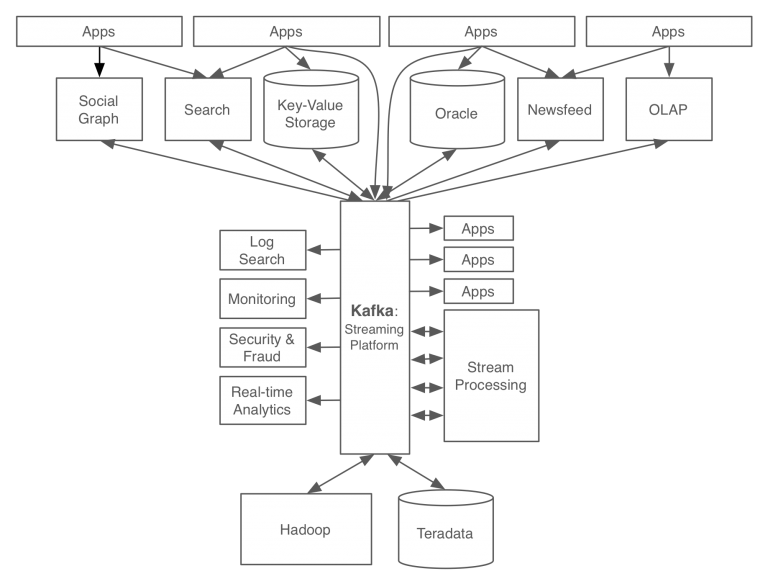 Apps
Apps
Apps
Apps
Social
Graph
Search
Key-Value
Storage
Oracle
Newsfeed
OLAP
Log
Search
Monitoring
Security &
Fraud
Real-time
Analytics
Kafka:
Streaming
Platform
Apps
Apps
Apps
Stream
Processing
Hadoop
Teradata